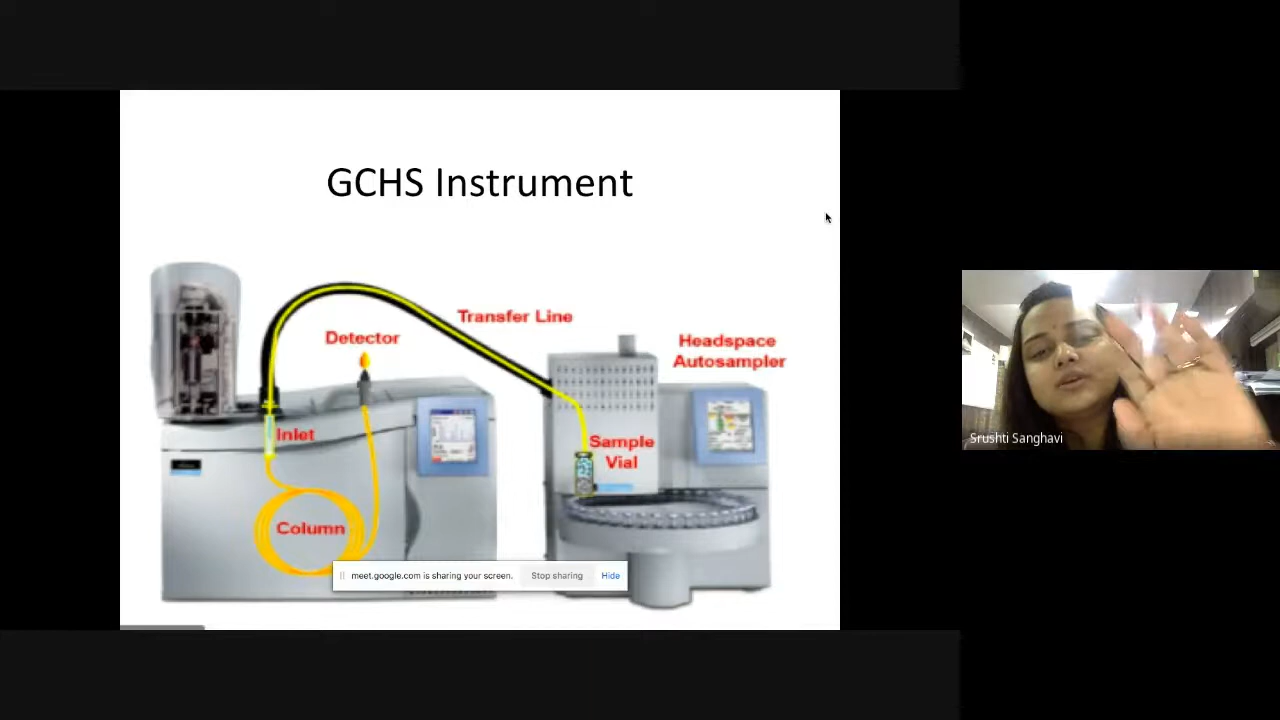 GCHS Instrument
Transfer Line
Detector
Headspace
Autosampler
Inlet
Sample
Vial
Column
meet.google.com is sharing your screen.
Stop sharing
Hide
Srushti Sanghavi